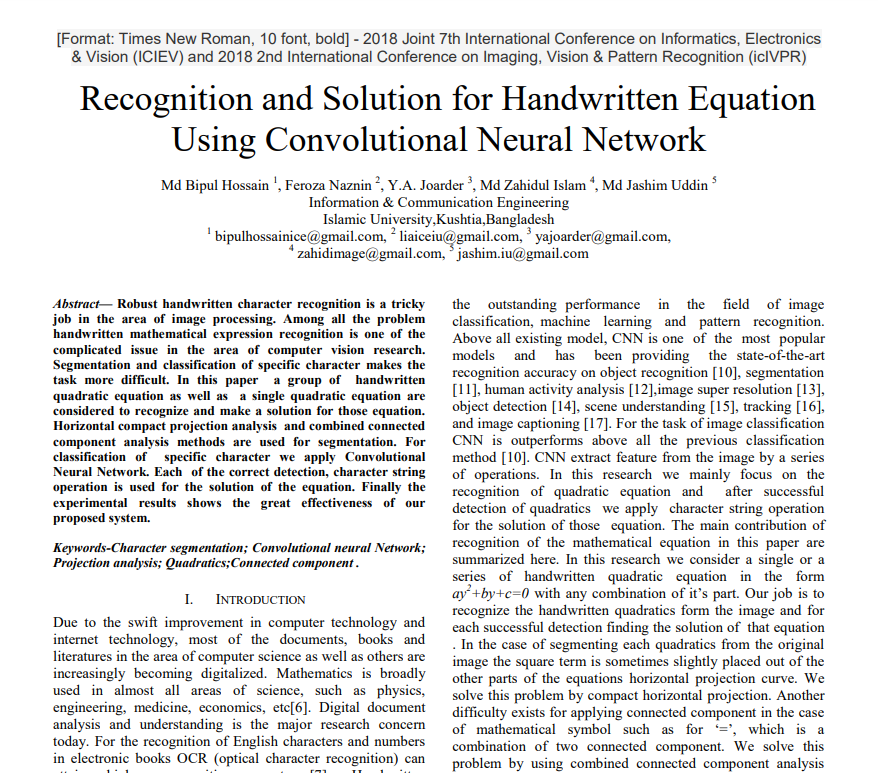 [Format: Times New Roman, 10 font, bold] - 2018 Joint 7th International Conference on Informatics, Electronics
& Vision (ICIEV) and 2018 2nd International Conference on Imaging, Vision & Pattern Recognition (icIVPR)
Recognition and Solution for Handwritten Equation
Using Convolutional Neural Network
Md Bipul Hossain 1, Feroza Naznin 2, Y.A. Joarder 3, Md Zahidul Islam 4, Md Jashim Uddin 5
Information & Communication Engineering
Islamic University,Kushtia,Bangladesh
1 bipulhossainice@gmail.com, 2 liaiceiu@gmail.com, 3 yajoarder@gmail.com,
4 zahidimage@gmail.com, 5 jashim.iu@gmail.com
Abstract— Robust handwritten character recognition is a tricky
job in the area of image processing. Among all the problem
handwritten mathematical expression recognition is one of the
complicated issue in the area of computer vision research.
Segmentation and classification of specific character makes the
task more difficult. In this paper a group of handwritten
quadratic equation as well as a single quadratic equation are
considered to recognize and make a solution for those equation.
Horizontal compact projection analysis and combined connected
component analysis methods are used for segmentation. For
classification of specific character we apply Convolutional
Neural Network. Each of the correct detection, character string
operation is used for the solution of the equation. Finally the
experimental results shows the great effectiveness of our
proposed system.
Keywords-Character segmentation; Convolutional neural Network;
Projection analysis; Quadratics;Connected component .
I. INTRODUCTION
Due to the swift improvement in computer technology and
internet technology, most of the documents, books and
literatures in the area of computer science as well as others are
increasingly becoming digitalized. Mathematics is broadly
used in almost all areas of science, such as physics,
engineering, medicine, economics, etc[6]. Digital document
analysis and understanding is the major research concern
today. For the recognition of English characters and numbers
in electronic books OCR (optical character recognition) can
the outstanding performance in the field of image
classification, machine learning and pattern recognition.
Above all existing model, CNN is one of the most popular
models and has been providing the state-of-the-art
recognition accuracy on object recognition [10], segmentation
[11], human activity analysis [12],image super resolution [13],
object detection [14], scene understanding [15], tracking [16],
and image captioning [17]. For the task of image classification
CNN is outperforms above all the previous classification
method [10]. CNN extract feature from the image by a series
of operations. In this research we mainly focus on the
recognition of quadratic equation and after successful
detection of quadratics we apply character string operation
for the solution of those equation. The main contribution of
recognition of the mathematical equation in this paper are
summarized here. In this research we consider a single or a
series of handwritten quadratic equation in the form
ay²+by+c=0 with any combination of it's part. Our job is to
recognize the handwritten quadratics form the image and for
each successful detection finding the solution of that equation
. In the case of segmenting each quadratics from the original
image the square term is sometimes slightly placed out of the
other parts of the equations horizontal projection curve. We
solve this problem by compact horizontal projection. Another
difficulty exists for applying connected component in the case
of mathematical symbol such as for '=', which is a
combination of two connected component. We solve this
problem by using combined connected component analysis